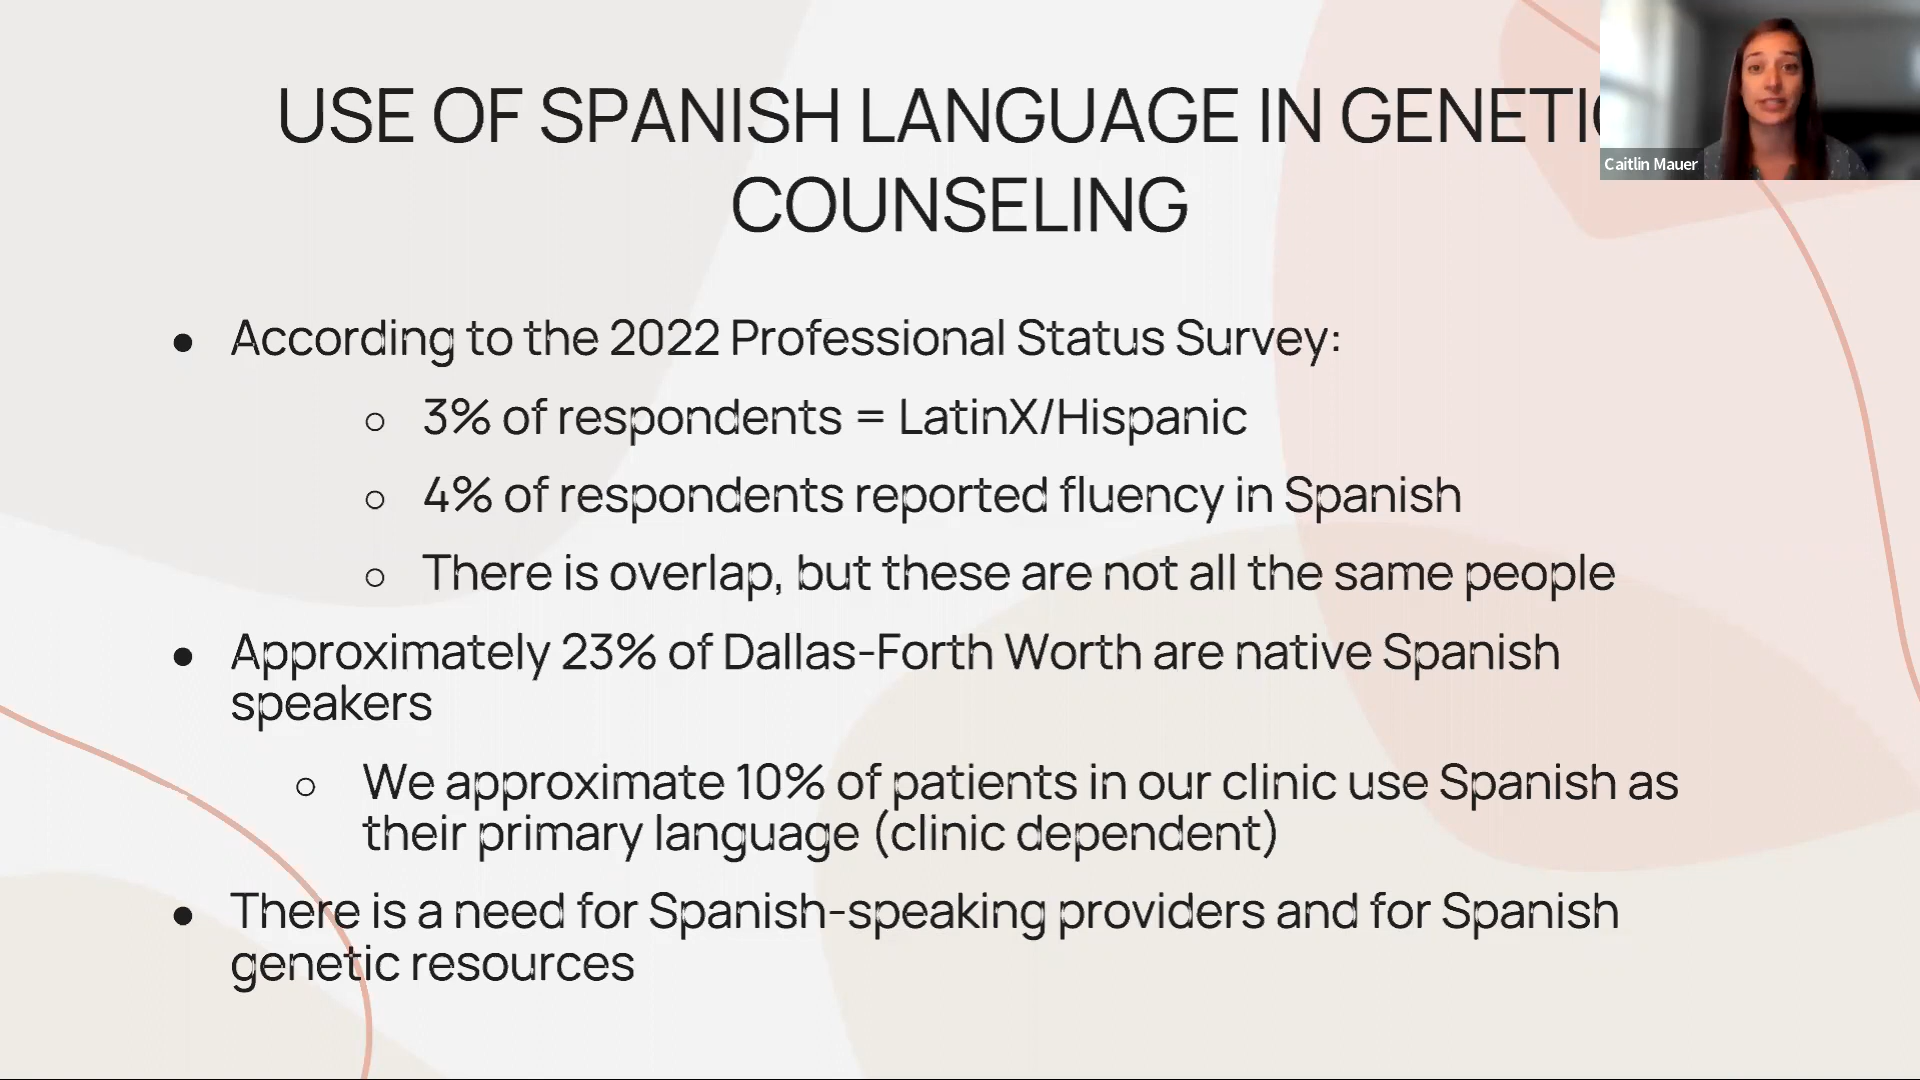 USE OF SPANISH LANGUAGE IN GENETIC
COUNSELING
Caitlin Mauer
● According to the 2022 Professional Status Survey:
○ 3% of respondents = LatinX/Hispanic
○ 4% of respondents reported fluency in Spanish
○ There is overlap, but these are not all the same people
● Approximately 23% of Dallas-Forth Worth are native Spanish
speakers
○ We approximate 10% of patients in our clinic use Spanish as
their primary language (clinic dependent)
● There is a need for Spanish-speaking providers and for Spanish
genetic resources